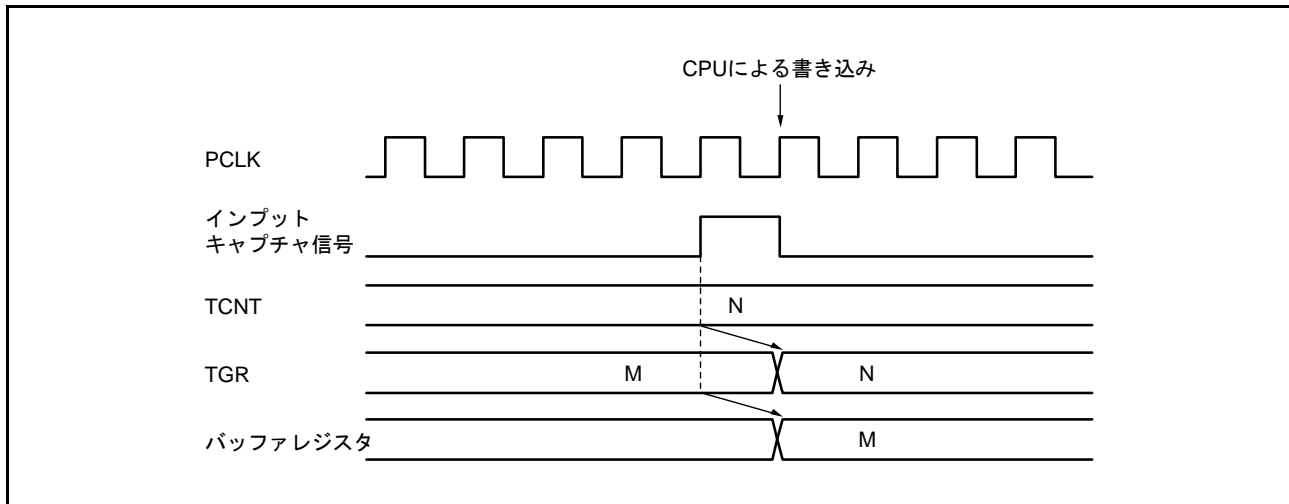 CPUによる書き込み
PCLK
インプット
キャプチャ信号
TCNT
N
TGR
M
N
バッファレジスタ
M